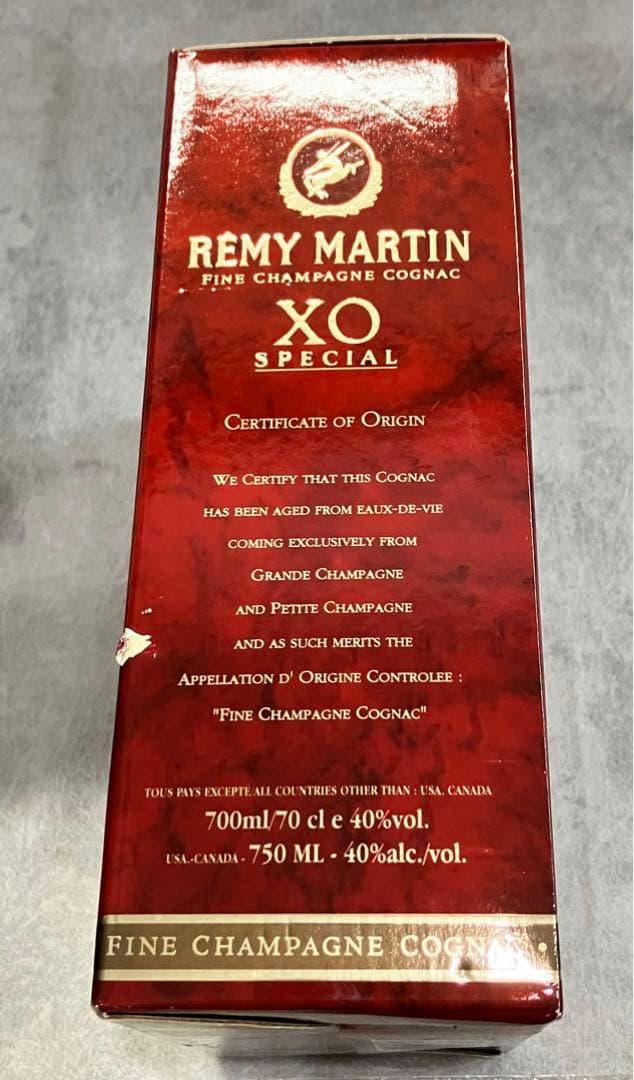 RÉMY MARTIN
FINE CHAMPAGNE COGNAC
XO
SPECIAL
CERTIFICATE OF ORIGIN
WE CERTIFY THAT THIS COGNAC
HAS BEEN AGED FROM EAUX-DE-VIE
COMING EXCLUSIVELY FROM
GRANDE CHAMPAGNE
AND PETITE CHAMPAGNE
AND AS SUCH MERITS THE
APPELLATION D' ORIGINE CONTROLEE :
"FINE CHAMPAGNE COGNAC"
TOUS PAYS EXCEPTÉ/ALL COUNTRIES OTHER THAN : USA, CANADA
700ml/70 cl e 40%vol.
USA.-CANADA - 750 ML - 40%alc./vol.
FINE CHAMPAGNE COGNAC •